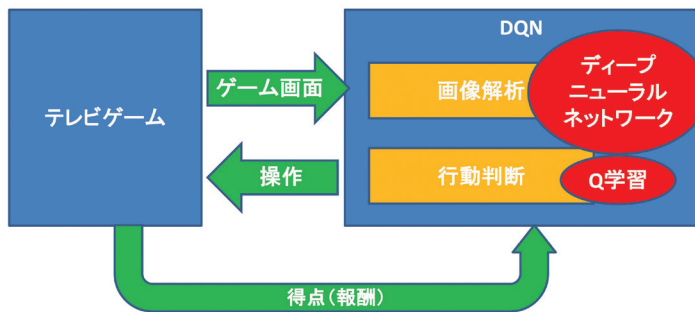 テレビゲーム
ゲーム画面
操作
得点(報酬)
DQN
画像解析
ディープ
ニューラル
ネットワーク
行動判断
Q学習